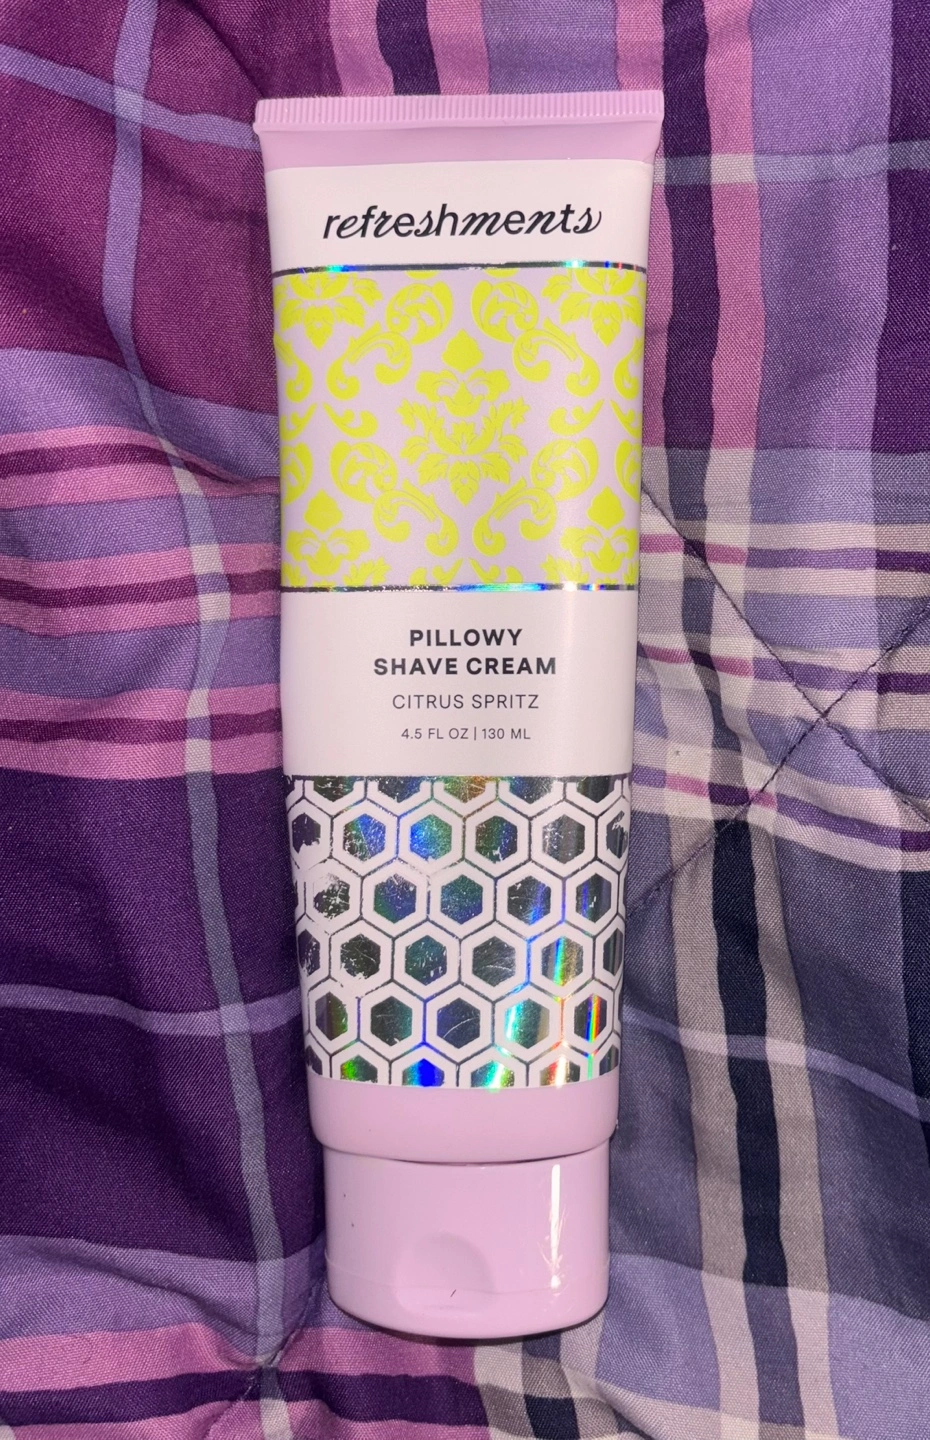 refreshments
PILLOWY
SHAVE CREAM
CITRUS SPRITZ
4.5 FL OZ | 130 ML